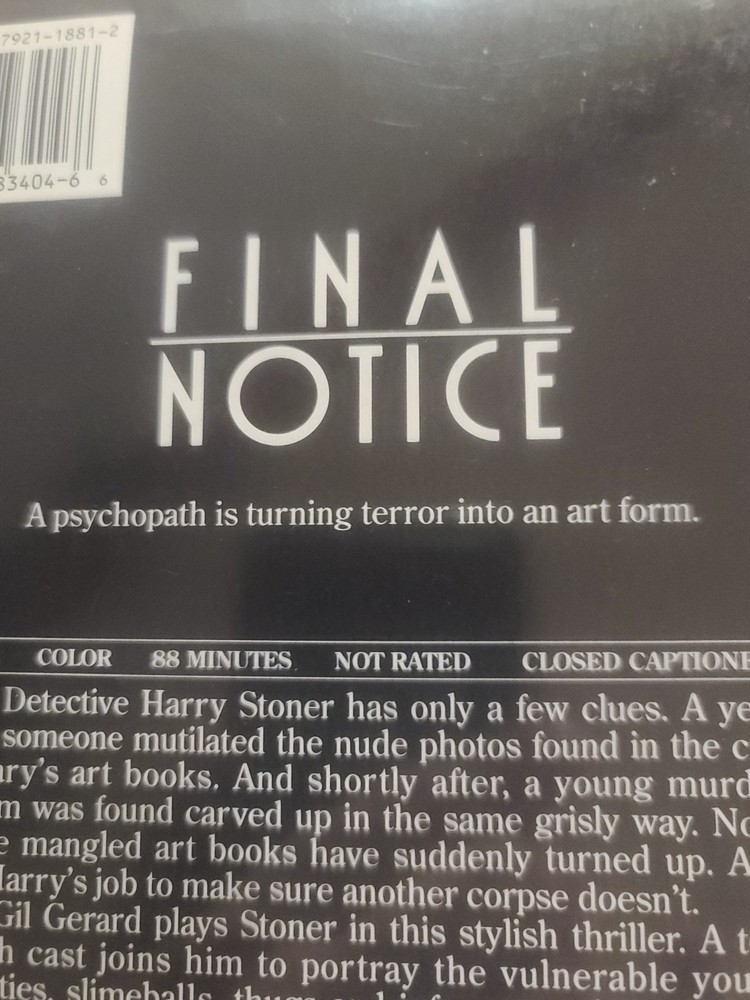 7921-1881-2
83404-6 6
FINAL
NOTICE
A psychopath is turning terror into an art form.
COLOR 88 MINUTES NOT RATED CLOSED CAPTIONE
Detective Harry Stoner has only a few clues. A ye
someone mutilated the nude photos found in the c
ary's art books. And shortly after, a young murd
m was found carved up in the same grisly way. No
e mangled art books have suddenly turned up. A
Harry's job to make sure another corpse doesn't.
Gil Gerard plays Stoner in this stylish thriller. A t
h cast joins him to portray the vulnerable you
ties, slimeballs, thugs